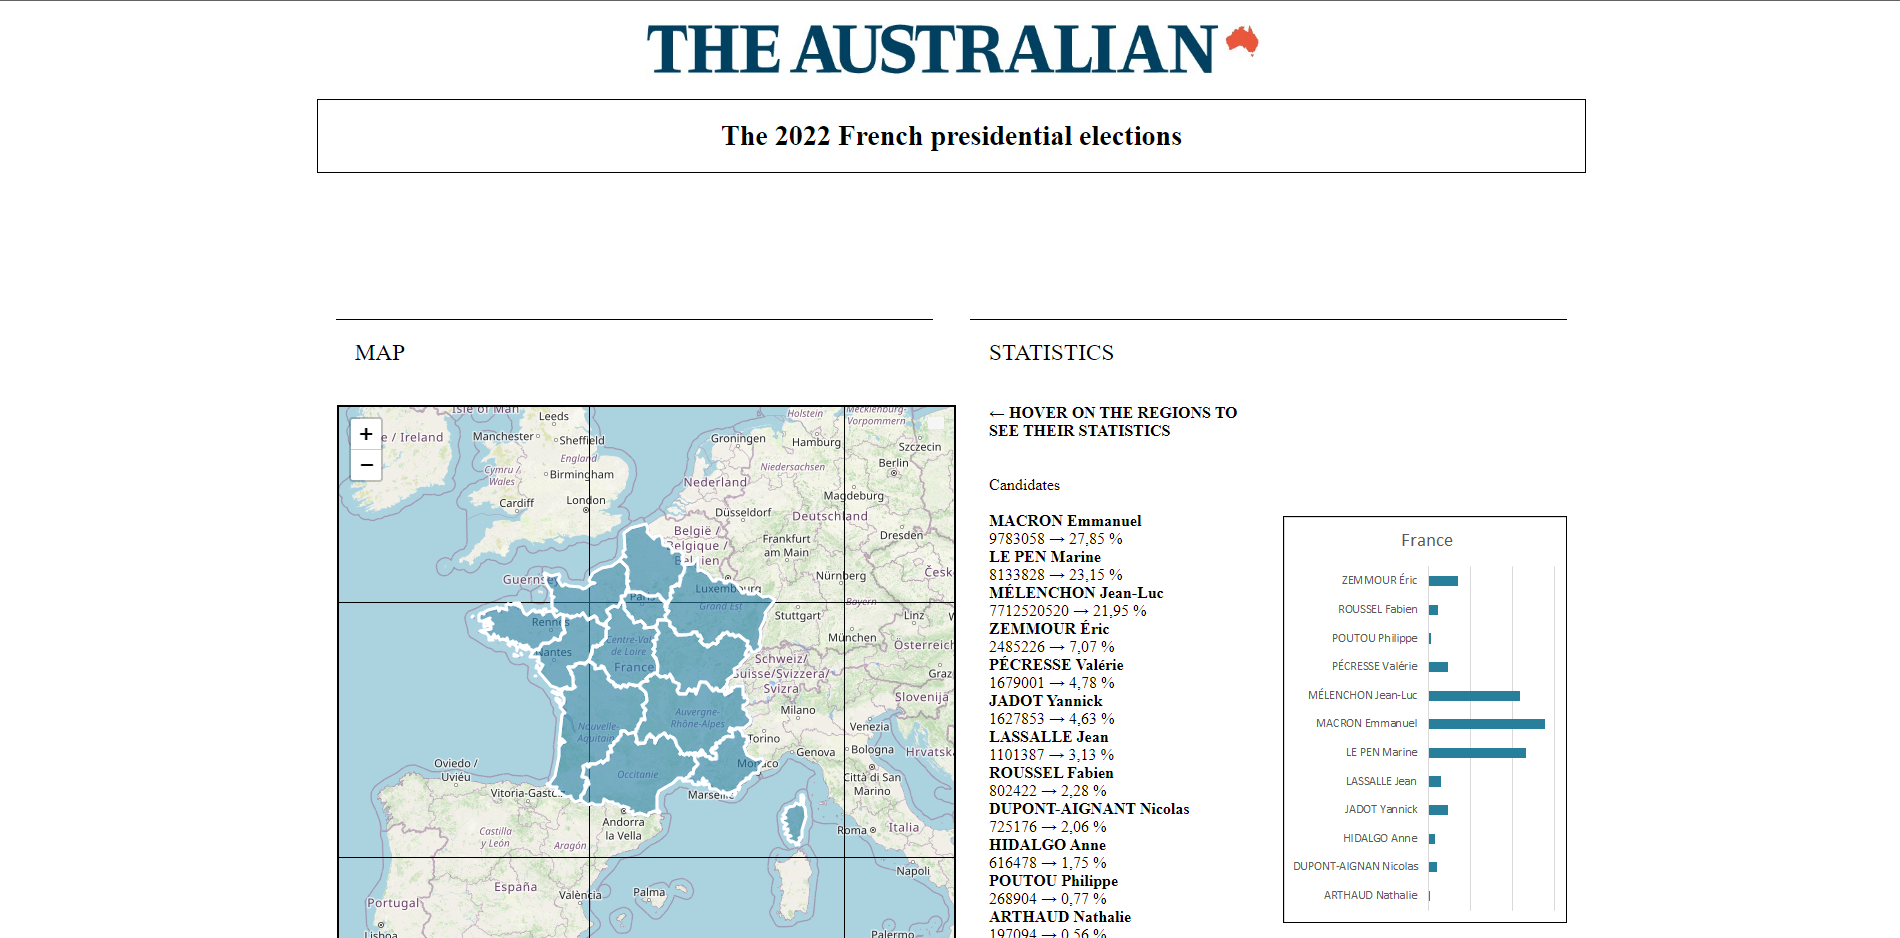 THE AUSTRALIAN
The 2022 French presidential elections
MAP
STATISTICS
← HOVER ON THE REGIONS TO
SEE THEIR STATISTICS
Candidates
MACRON Emmanuel
9783058 → 27,85 %
LE PEN Marine
8133828 → 23,15 %
MÉLENCHON Jean-Luc
7712520520 → 21,95 %
ZEMMOUR Éric
2485226 → 7,07 %
PÉCRESSE Valérie
1679001 → 4,78 %
JADOT Yannick
1627853 → 4,63 %
LASSALLE Jean
1101387 → 3,13 %
ROUSSEL Fabien
802422 → 2,28 %
DUPONT-AIGNANT Nicolas
725176 → 2,06 %
HIDALGO Anne
616478 → 1,75 %
POUTOU Philippe
268904 → 0,77 %
ARTHAUD Nathalie
197094 → 0,56 %
France
ZEMMOUR Éric
ROUSSEL Fabien
POUTOU Philippe
PÉCRESSE Valérie
MÉLENCHON Jean-Luc
MACRON Emmanuel
LE PEN Marine
LASSALLE Jean
JADOT Yannick
HIDALGO Anne
DUPONT-AIGNAN Nicolas
ARTHAUD Nathalie
+
−
Isle of Man
Leeds
/ Ireland
Manchester
Sheffield
England
Cymru /
Wales
Birmingham
Cardiff
London
Holstein
Mecklenburg-
Vorpommern
Groningen
Hamburg
Szczecin
Berlin
Niedersachsen
Nederland
Magdeburg
Düsseldorf
Deutschland
België /
Belgique /
Frankfurt
am Main
Dresden
Guernsey
Nürnberg
Luxembourg
Grand Est
Paris
Bayern
Stuttgart
Linz
Rennes
München
Centre-Val
de Loire
Nantes
Österreich
France
Schweiz/
Suisse/Svizzera/
Svizra
Graz
Slovenija
Nouvelle-
Aquitaine
Auvergne-
Rhône-Alpes
Milano
Venezia
Torino
Genova
Bologna
Hrvatsk
Monaco
Occitanie
Oviedo /
Uviéu
Città di San
Marino
Vitoria-Gast
Marseille
Andorra
la Vella
Roma
Italia
Castilla
y León
Aragón
Napoli
España
Palma
València
Portugal
Lisboa
Palermo